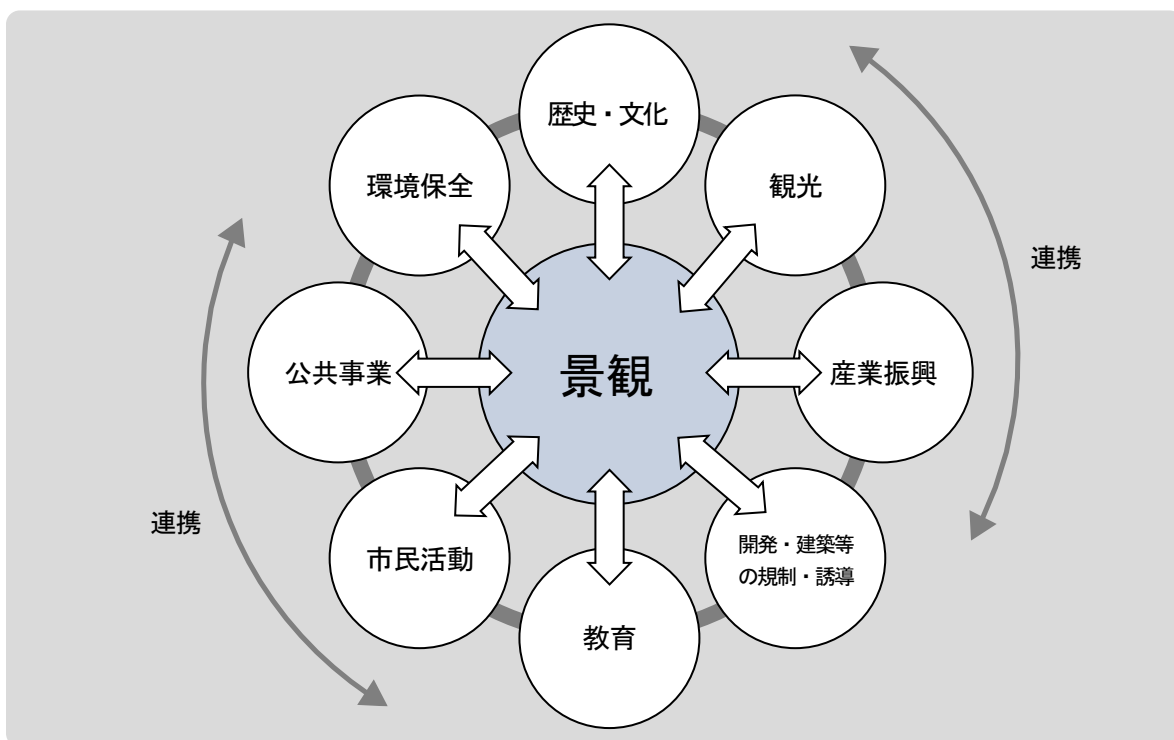 歴史・文化
環境保全
観光
連携
公共事業
景観
産業振興
連携
市民活動
開発・建築等
の規制・誘導
教育